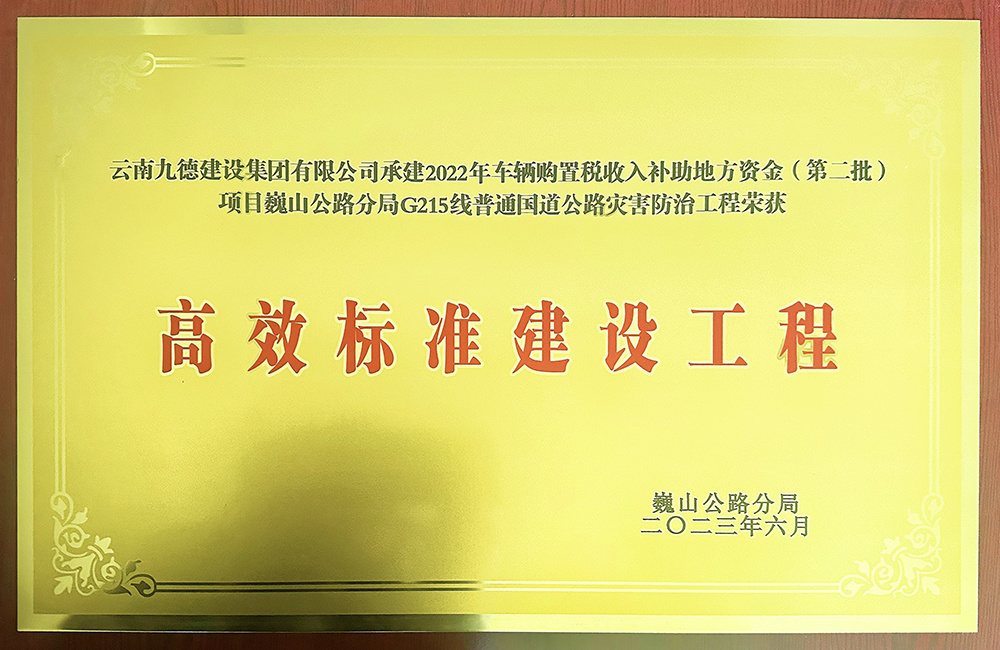 云南九德建设集团有限公司承建2022年车辆购置税收入补助地方资金（第二批）
项目巍山公路分局G215线普通国道公路灾害防治工程荣获
高效标准建设工程
巍山公路分局
二〇二三年六月